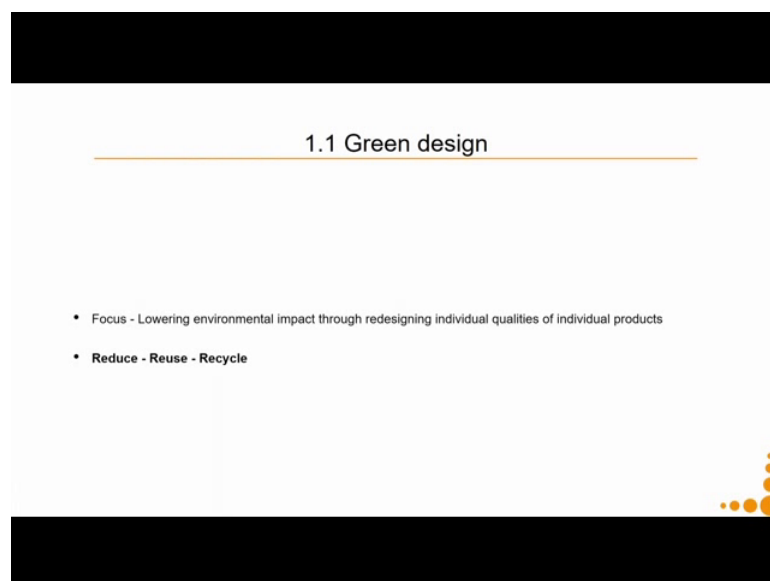 1.1 Green design
• Focus - Lowering environmental impact through redesigning individual qualities of individual products
• Reduce - Reuse - Recycle